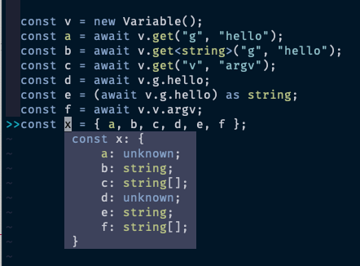 const v = new Variable();
const a = await v.get("g", "hello");
const b = await v.get<string>("g", "hello");
const c = await v.get("v", "argv");
const d = await v.g.hello;
const e = (await v.g.hello) as string;
const f = await v.v.argv;
>>const x = { a, b, c, d, e, f };
const x: {
    a: unknown;
    b: string;
    c: string[];
    d: unknown;
    e: string;
    f: string[];
}